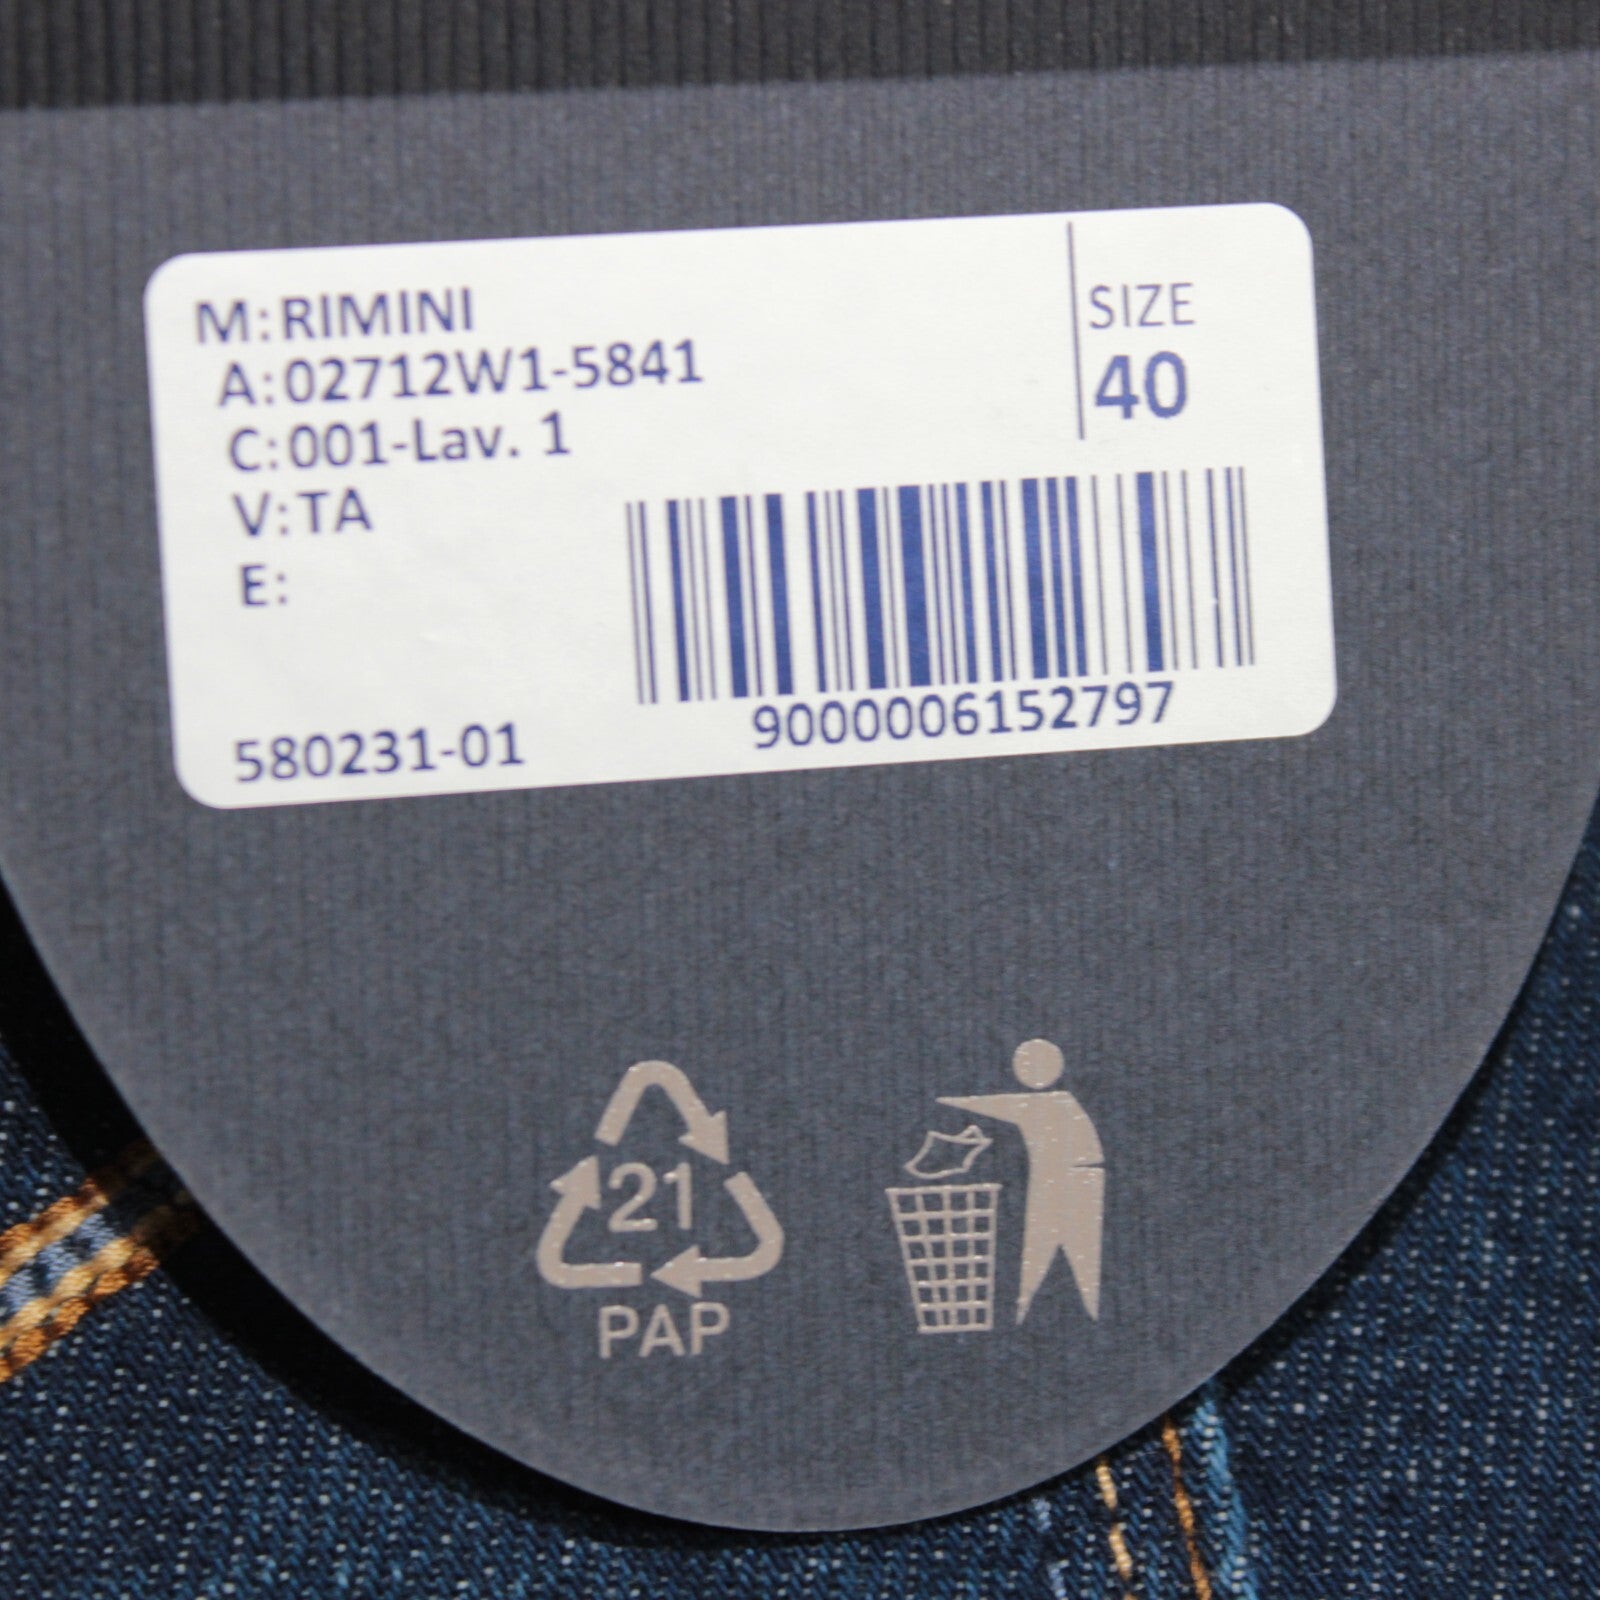 M:RIMINI
A:02712W1-5841
C:001-Lav. 1
V:TA
E:
SIZE
40
9000006152797
580231-01
21
PAP